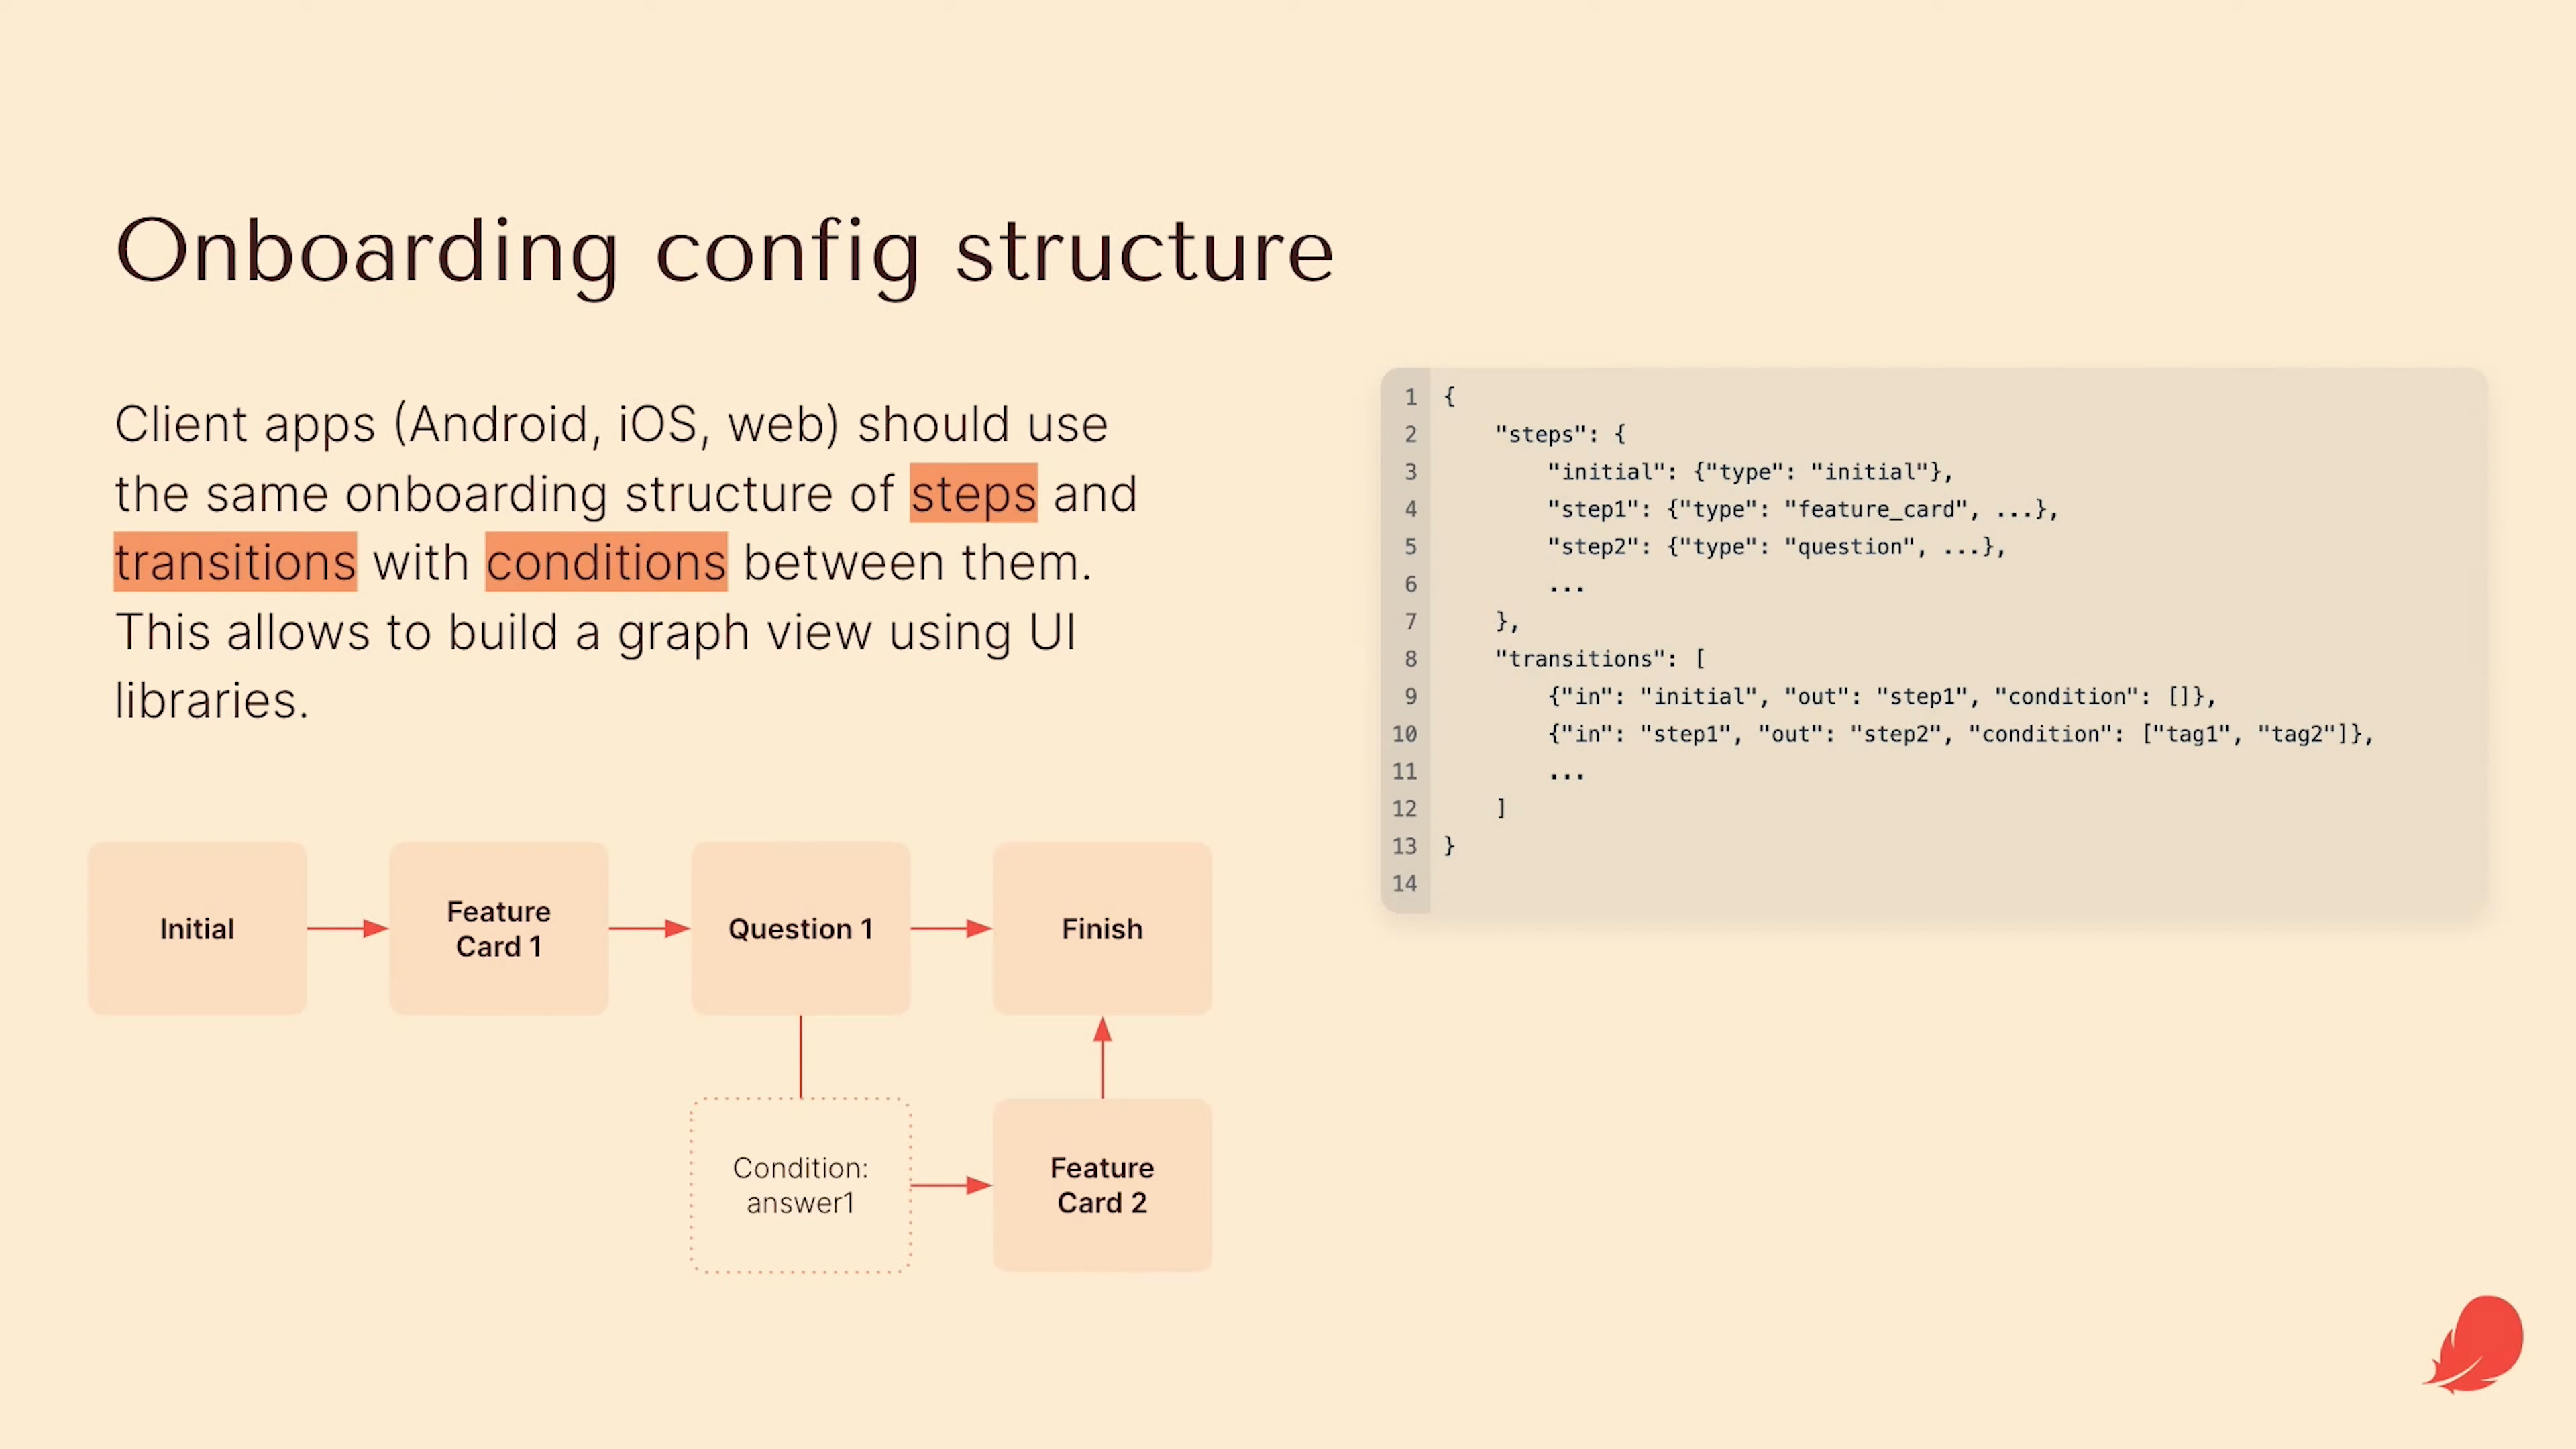 Onboarding config structure
Client apps (Android, iOS, web) should use
the same onboarding structure of steps and
transitions with conditions between them.
This allows to build a graph view using UI
libraries.
1 {
2 "steps": {
3 "initial": {"type": "initial"},
4 "step1": {"type": "feature_card", ...},
5 "step2": {"type": "question", ...},
6 ...
7 },
8 "transitions": [
9 {"in": "initial", "out": "step1", "condition": []},
10 {"in": "step1", "out": "step2", "condition": ["tag1", "tag2"]},
11 ...
12 ]
13 }
14
Initial
Feature
Card 1
Question 1
Finish
Condition:
answer1
Feature
Card 2